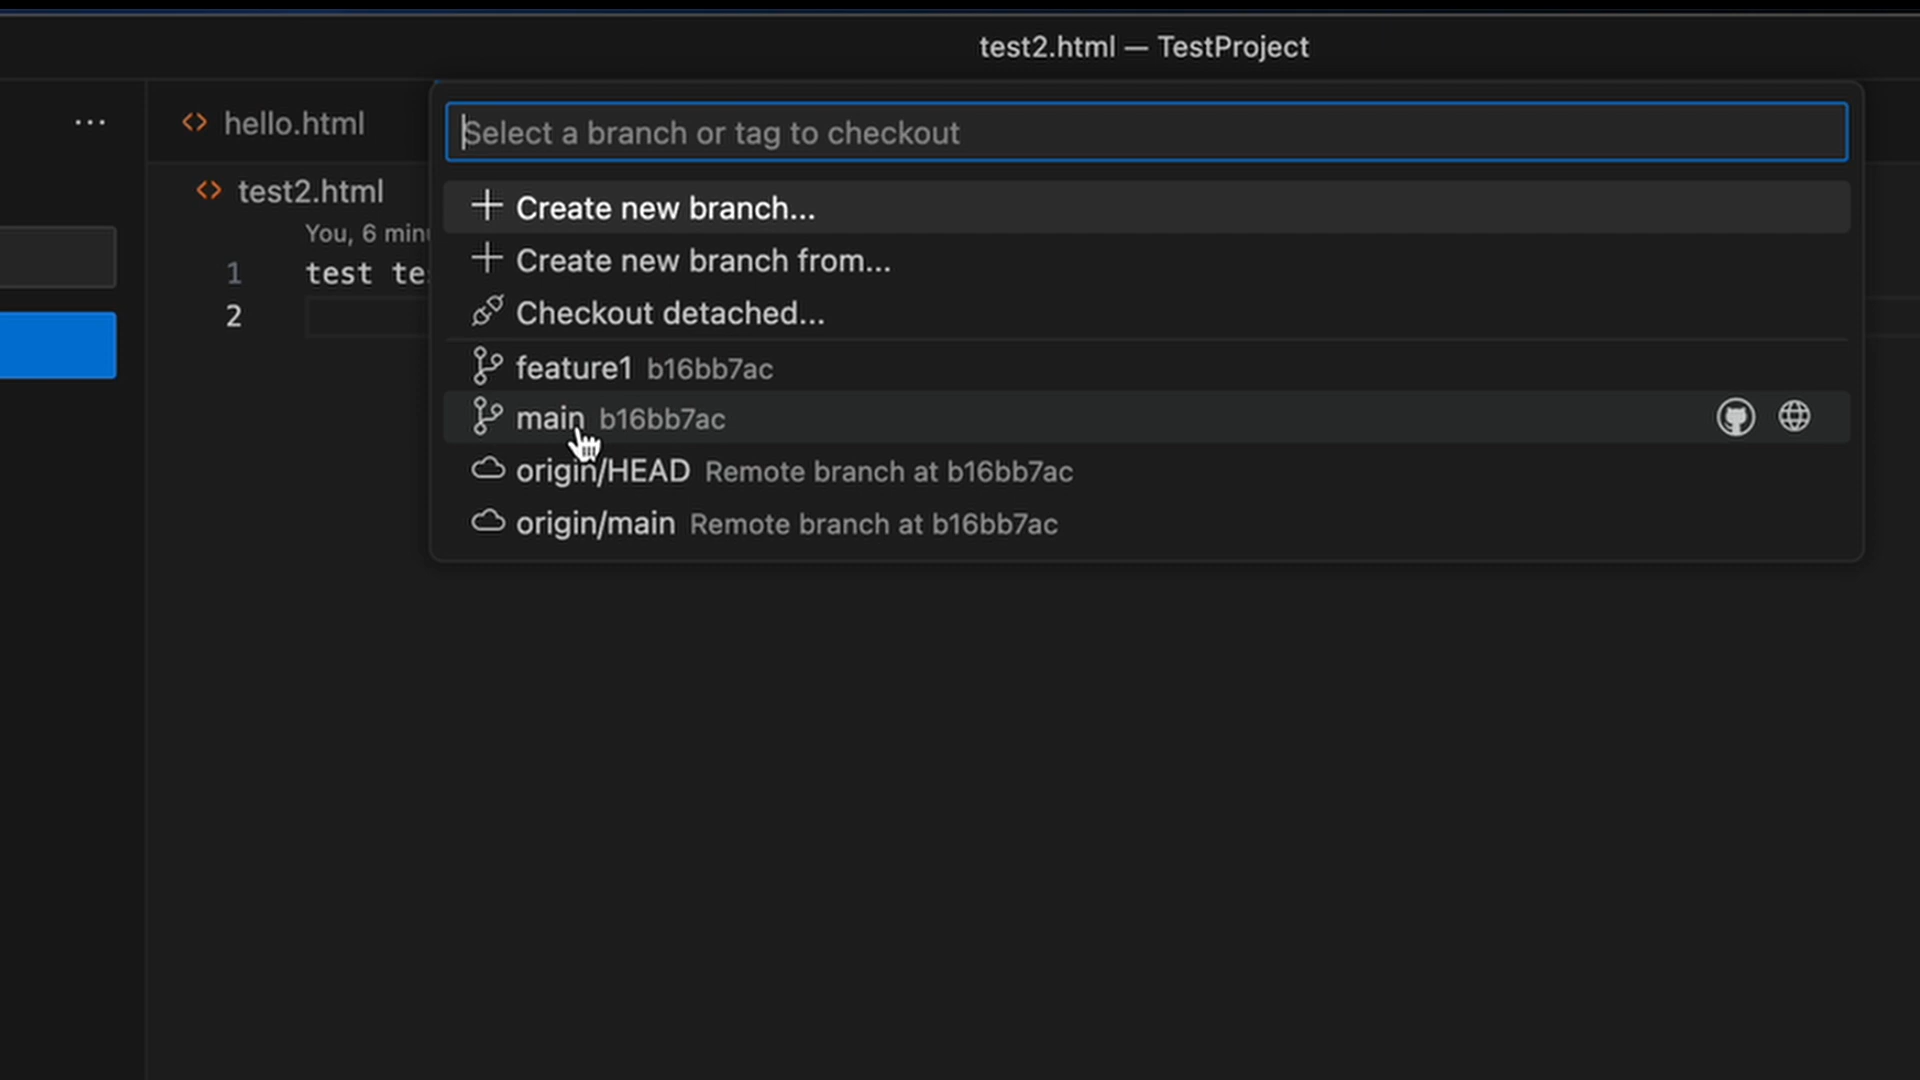 test2.html — TestProject
...
<> hello.html
Select a branch or tag to checkout
<> test2.html
Create new branch...
You, 6
Create new branch from...
1 test
Checkout detached...
2
feature1 b16bb7ac
main b16bb7ac
origin/HEAD Remote branch at b16bb7ac
origin/main Remote branch at b16bb7ac